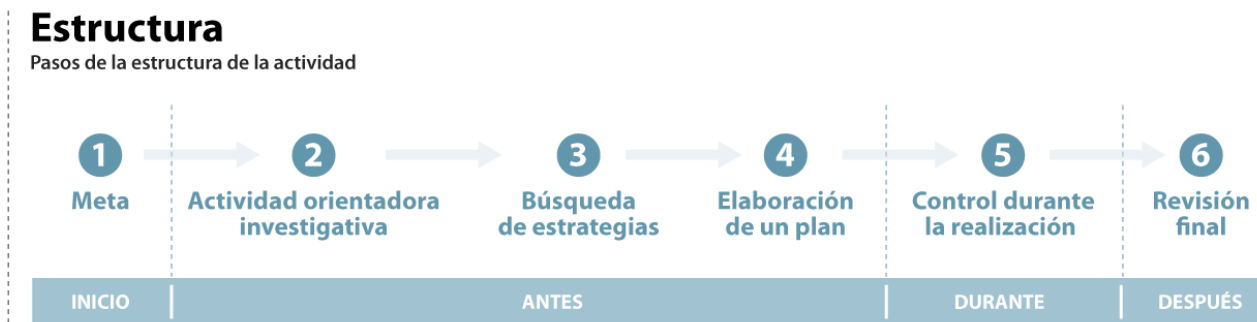 Estructura
Pasos de la estructura de la actividad
1
Meta
2
Actividad orientadora
investigativa
3
Búsqueda
de estrategias
4
Elaboración
de un plan
5
Control durante
la realización
6
Revisión
final
INICIO
ANTES
DURANTE
DESPUÉS